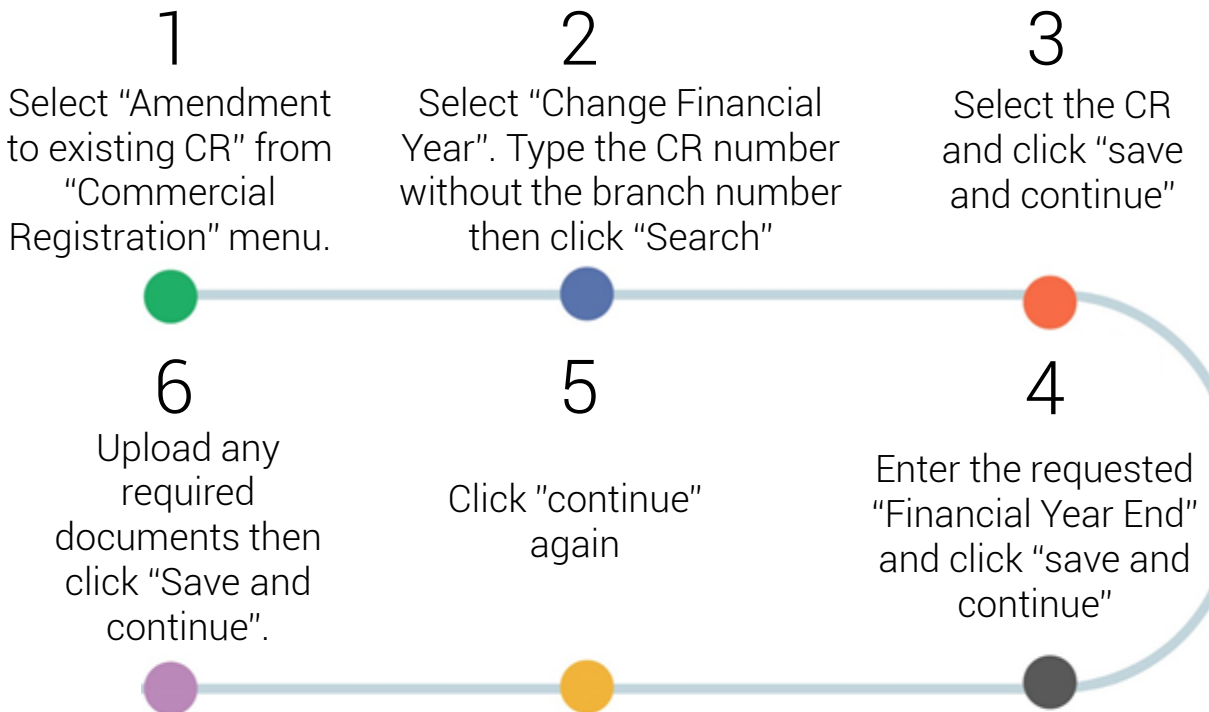 1
Select “Amendment
to existing CR” from
“Commercial
Registration” menu.
2
Select “Change Financial
Year”. Type the CR number
without the branch number
then click “Search”
3
Select the CR
and click “save
and continue”
4
Enter the requested
“Financial Year End”
and click “save and
continue”
5
Click ”continue”
again
6
Upload any
required
documents then
click “Save and
continue”.